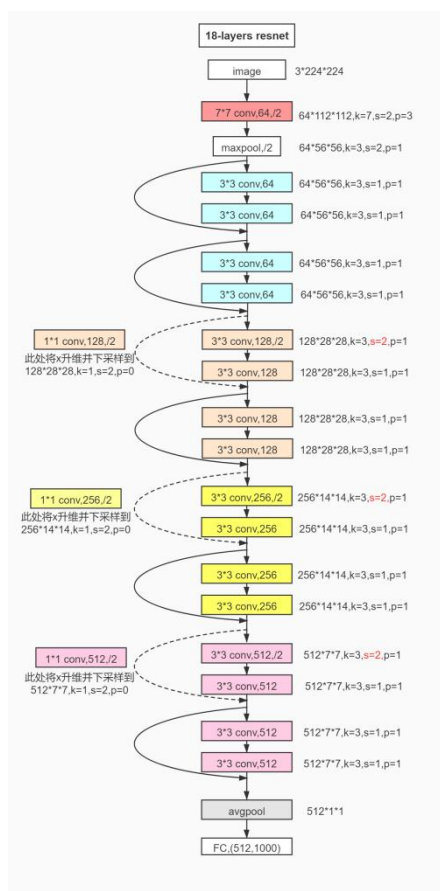 18-layers resnet
image 3*224*224
7*7 conv,64,/2 64*112*112,k=7,s=2,p=3
maxpool,/2 64*56*56,k=3,s=2,p=1
3*3 conv,64 64*56*56,k=3,s=1,p=1
3*3 conv,64 64*56*56,k=3,s=1,p=1
3*3 conv,64 64*56*56,k=3,s=1,p=1
3*3 conv,64 64*56*56,k=3,s=1,p=1
1*1 conv,128,/2 3*3 conv,128,/2 128*28*28,k=3,s=2,p=1
此处将x升维并下采样到
128*28*28,k=1,s=2,p=0
3*3 conv,128 128*28*28,k=3,s=1,p=1
3*3 conv,128 128*28*28,k=3,s=1,p=1
3*3 conv,128 128*28*28,k=3,s=1,p=1
1*1 conv,256,/2 3*3 conv,256,/2 256*14*14,k=3,s=2,p=1
此处将x升维并下采样到
256*14*14,k=1,s=2,p=0
3*3 conv,256 256*14*14,k=3,s=1,p=1
3*3 conv,256 256*14*14,k=3,s=1,p=1
3*3 conv,256 256*14*14,k=3,s=1,p=1
1*1 conv,512,/2 3*3 conv,512,/2 512*7*7,k=3,s=2,p=1
此处将x升维并下采样到
512*7*7,k=1,s=2,p=0
3*3 conv,512 512*7*7,k=3,s=1,p=1
3*3 conv,512 512*7*7,k=3,s=1,p=1
3*3 conv,512 512*7*7,k=3,s=1,p=1
avgpool 512*1*1
FC,(512,1000)